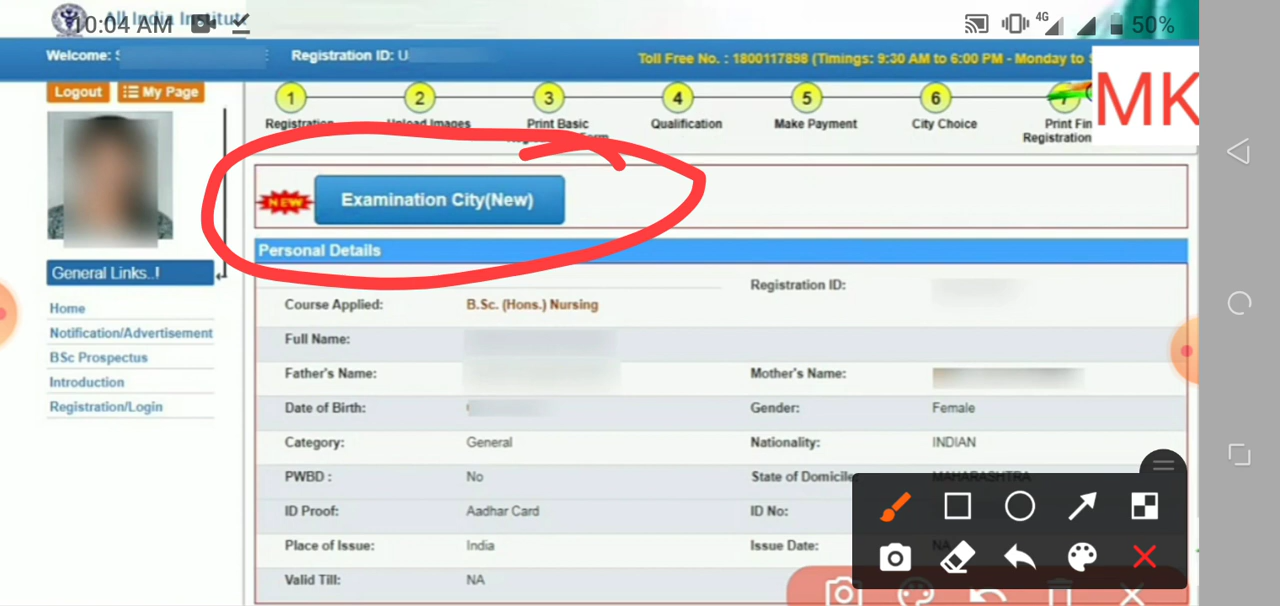 All India Institut
10:04 AM
4G
50%
Welcome: S
Registration ID: U
Toll Free No. : 1800117898 (Timings: 9:30 AM to 6:00 PM - Monday to
MK
Logout
My Page
1 2 3 4 5 6 7
Registration
Upload Images
Print Basic
Qualification
Make Payment
City Choice
Print Fin
Registration
NEW
Examination City(New)
Personal Details
General Links..!
Home
Notification/Advertisement
BSc Prospectus
Introduction
Registration/Login
Registration ID:
Course Applied: B.Sc. (Hons.) Nursing
Full Name:
Father's Name: Mother's Name:
Date of Birth: Gender: Female
Category: General Nationality: INDIAN
PWBD : No State of Domicile: MAHARASHTRA
ID Proof: Aadhar Card ID No:
Place of Issue: India Issue Date: NA
Valid Till: NA